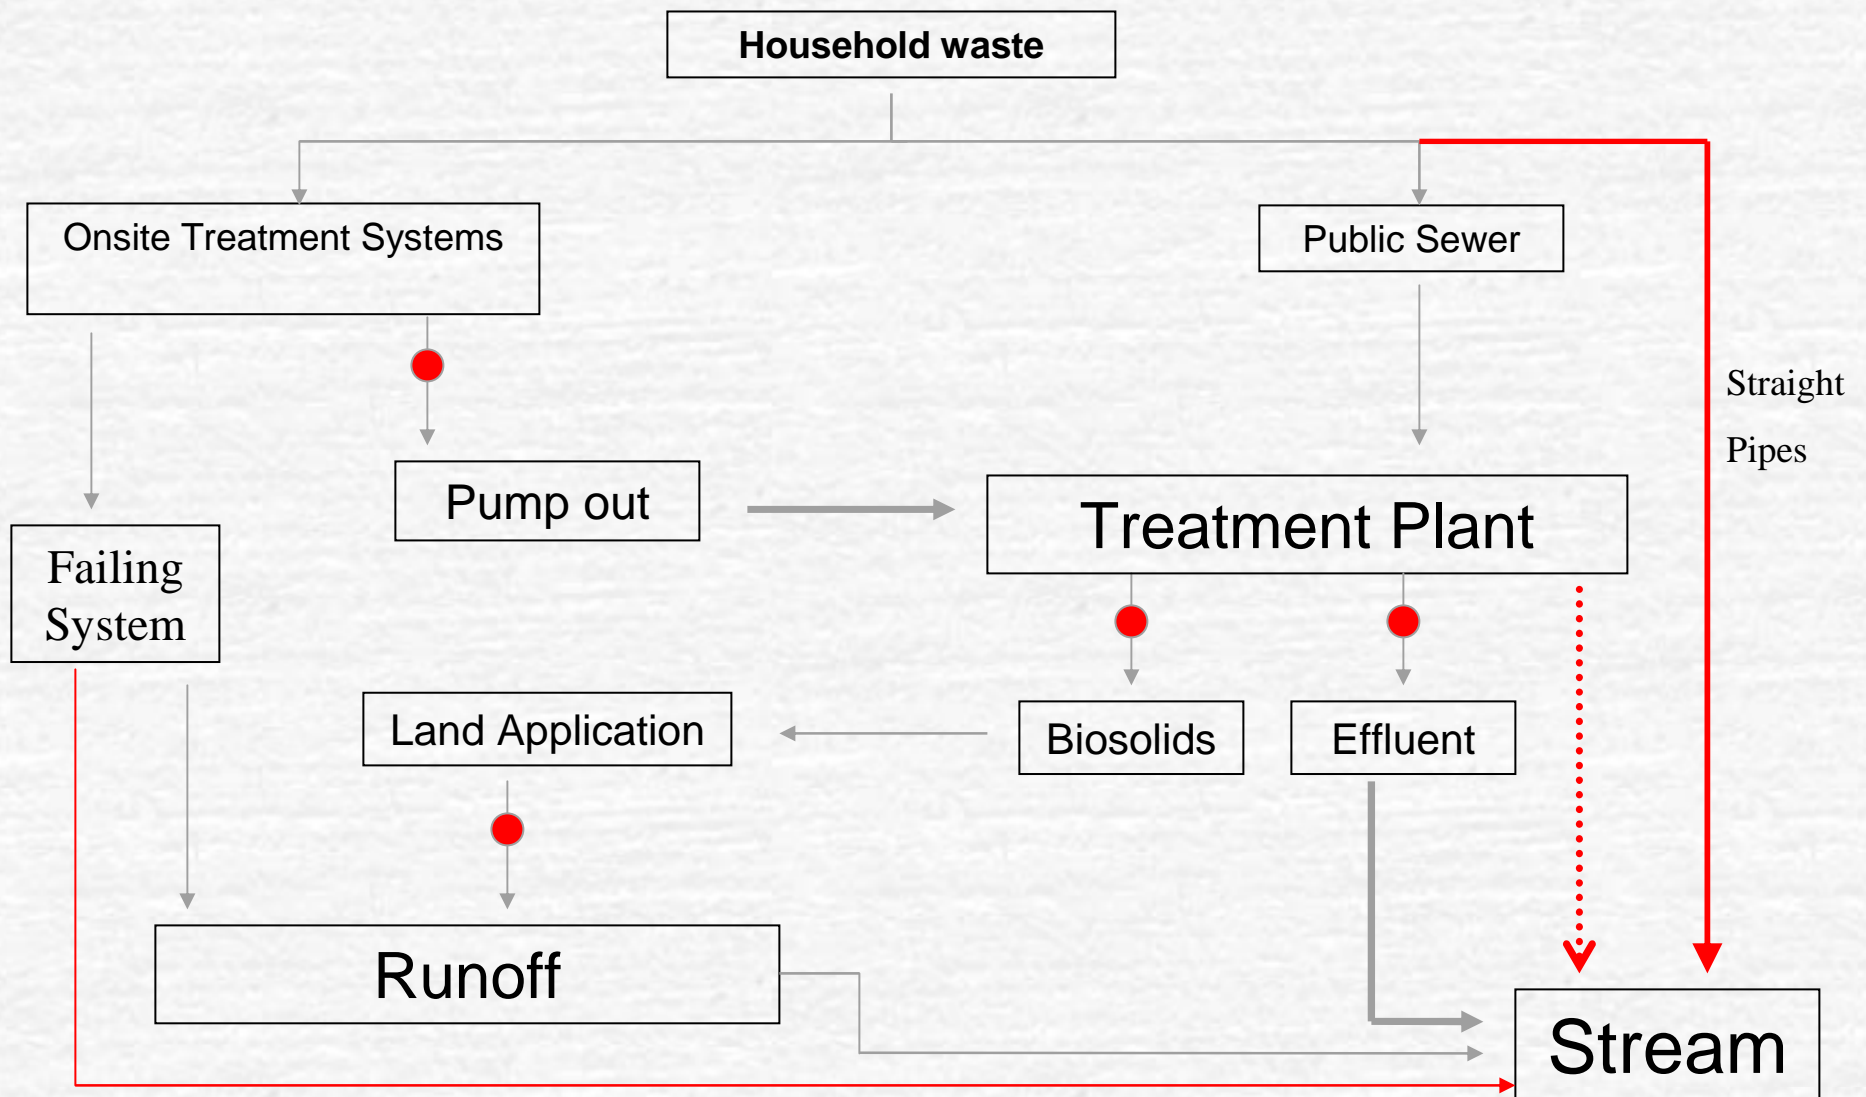 Household waste
Onsite Treatment Systems
Public Sewer
Straight
Pipes
Pump out
Treatment Plant
Failing
System
Land Application
Biosolids
Effluent
Runoff
Stream